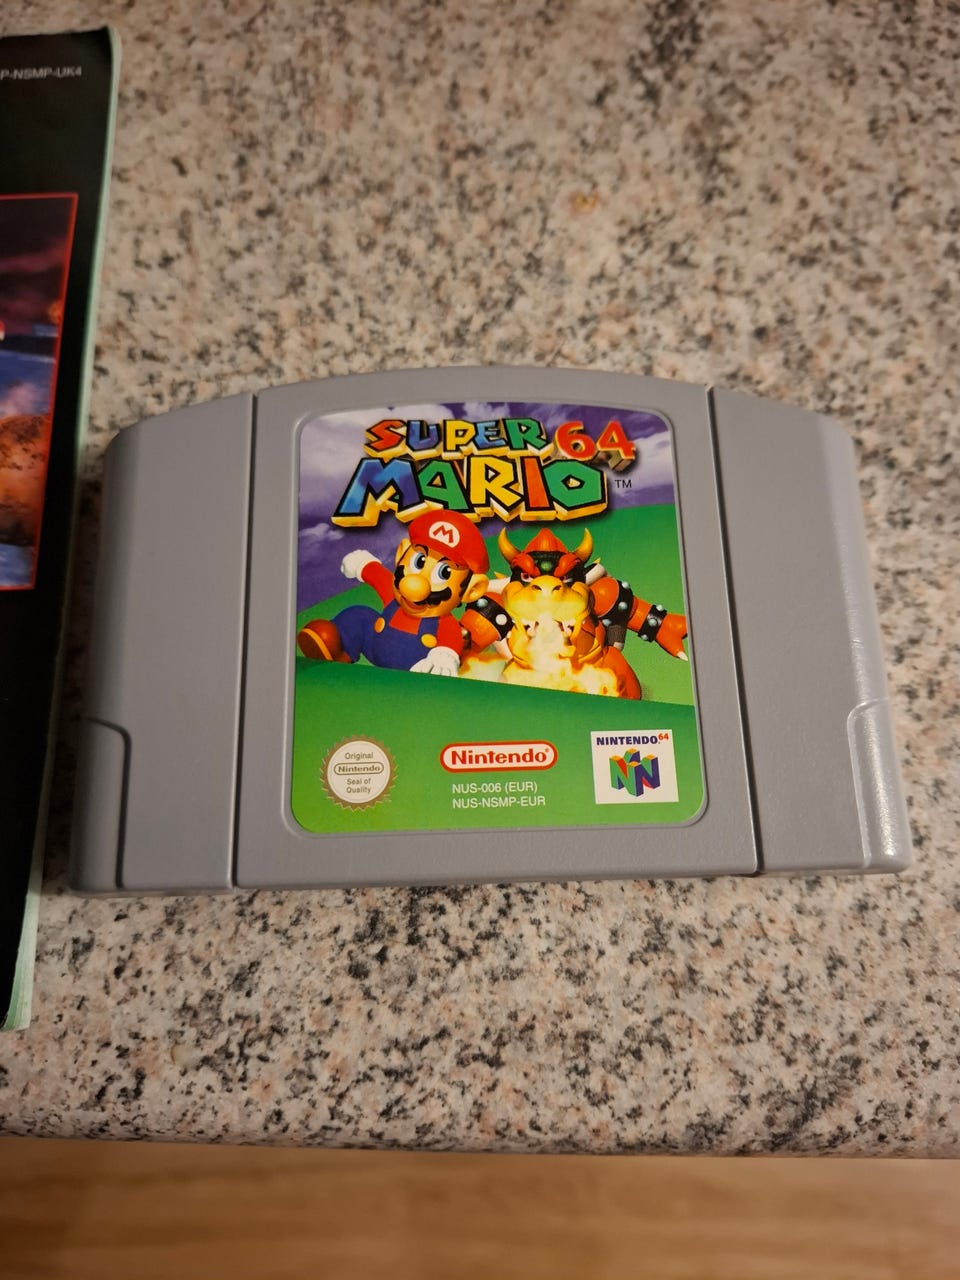 P-NSMP-UK4
SUPER
MARIO 64
TM
M
Original
Nintendo
Seal of
Quality
Nintendo®
NUS-006 (EUR)
NUS-NSMP-EUR
NINTENDO64